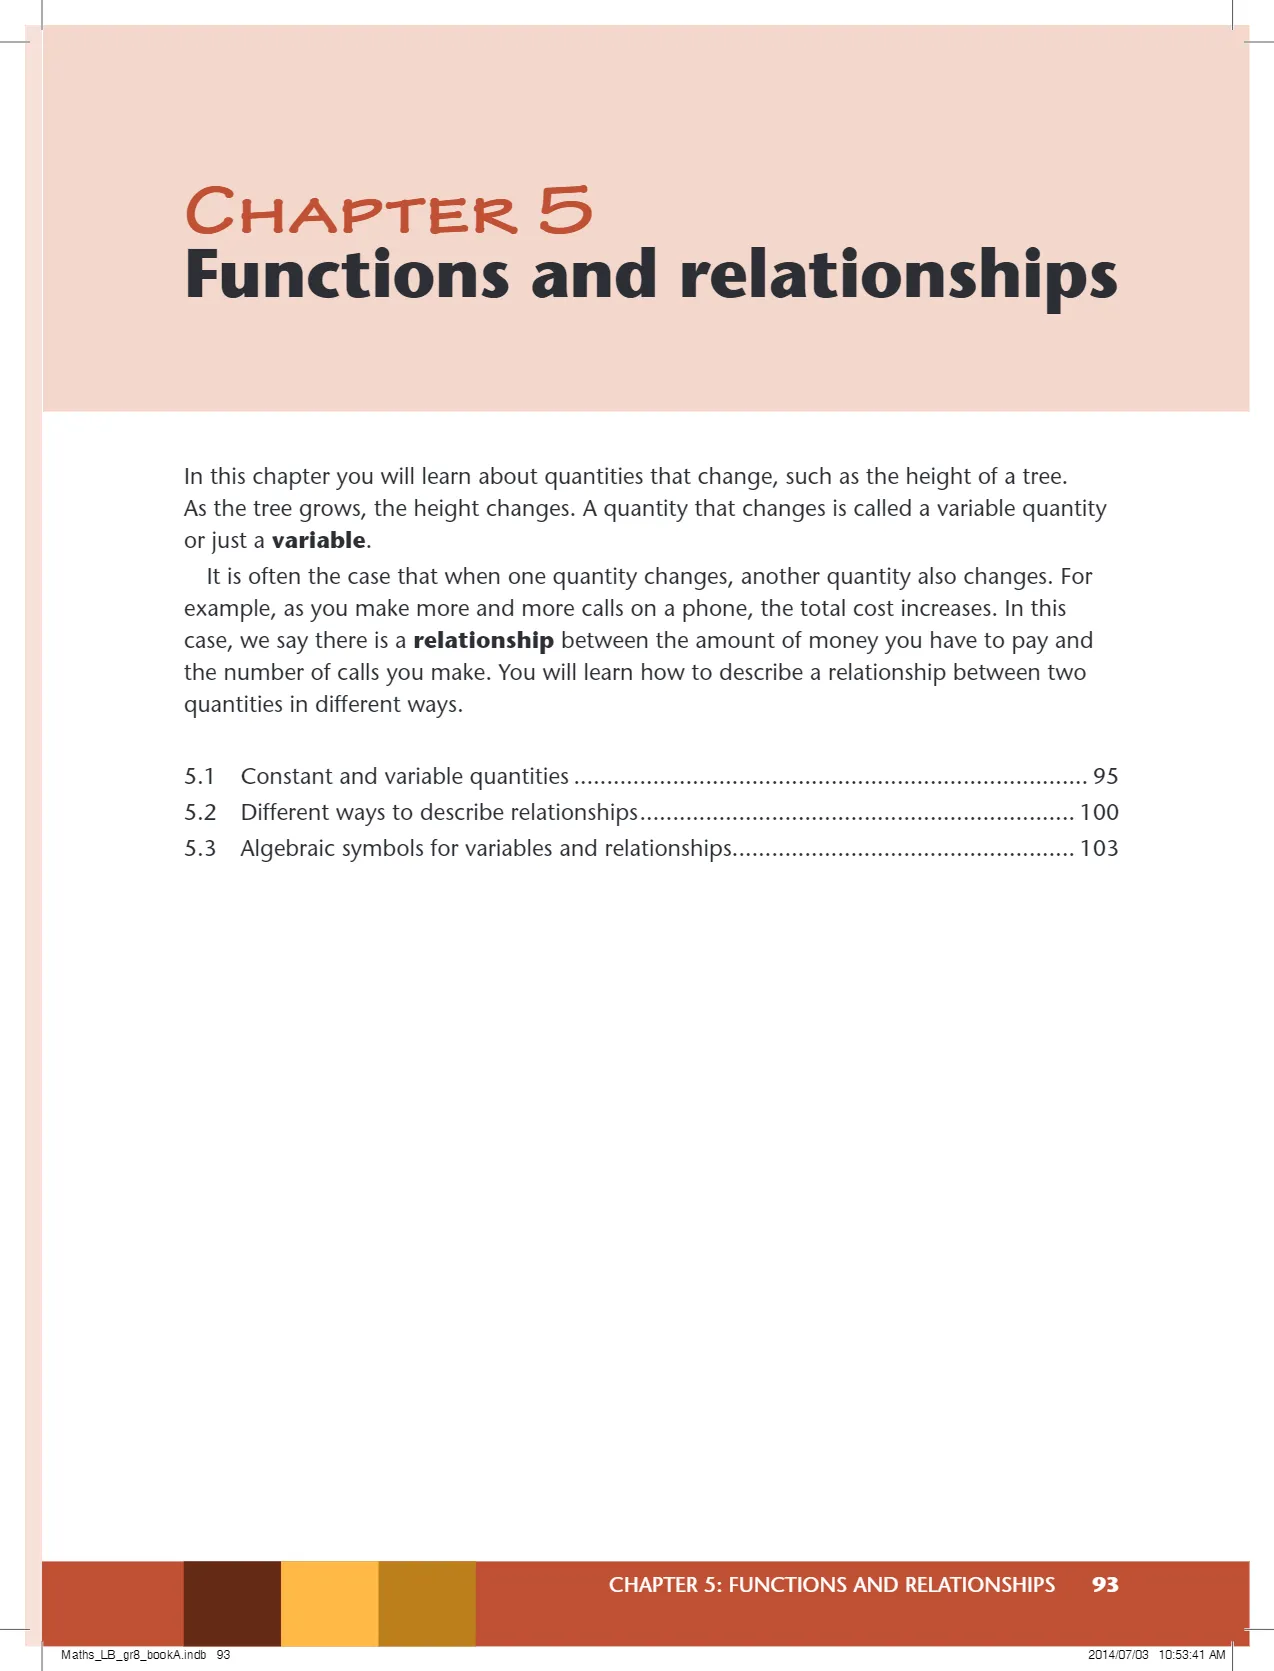 CHAPTER 5
Functions and relationships
In this chapter you will learn about quantities that change, such as the height of a tree.
As the tree grows, the height changes. A quantity that changes is called a variable quantity
or just a variable.
It is often the case that when one quantity changes, another quantity also changes. For
example, as you make more and more calls on a phone, the total cost increases. In this
case, we say there is a relationship between the amount of money you have to pay and
the number of calls you make. You will learn how to describe a relationship between two
quantities in different ways.
5.1 Constant and variable quantities .............................................................................. 95
5.2 Different ways to describe relationships.................................................................. 100
5.3 Algebraic symbols for variables and relationships.................................................... 103
CHAPTER 5: FUNCTIONS AND RELATIONSHIPS 93
Maths_LB_gr8_bookA.indb 93 2014/07/03 10:53:41 AM